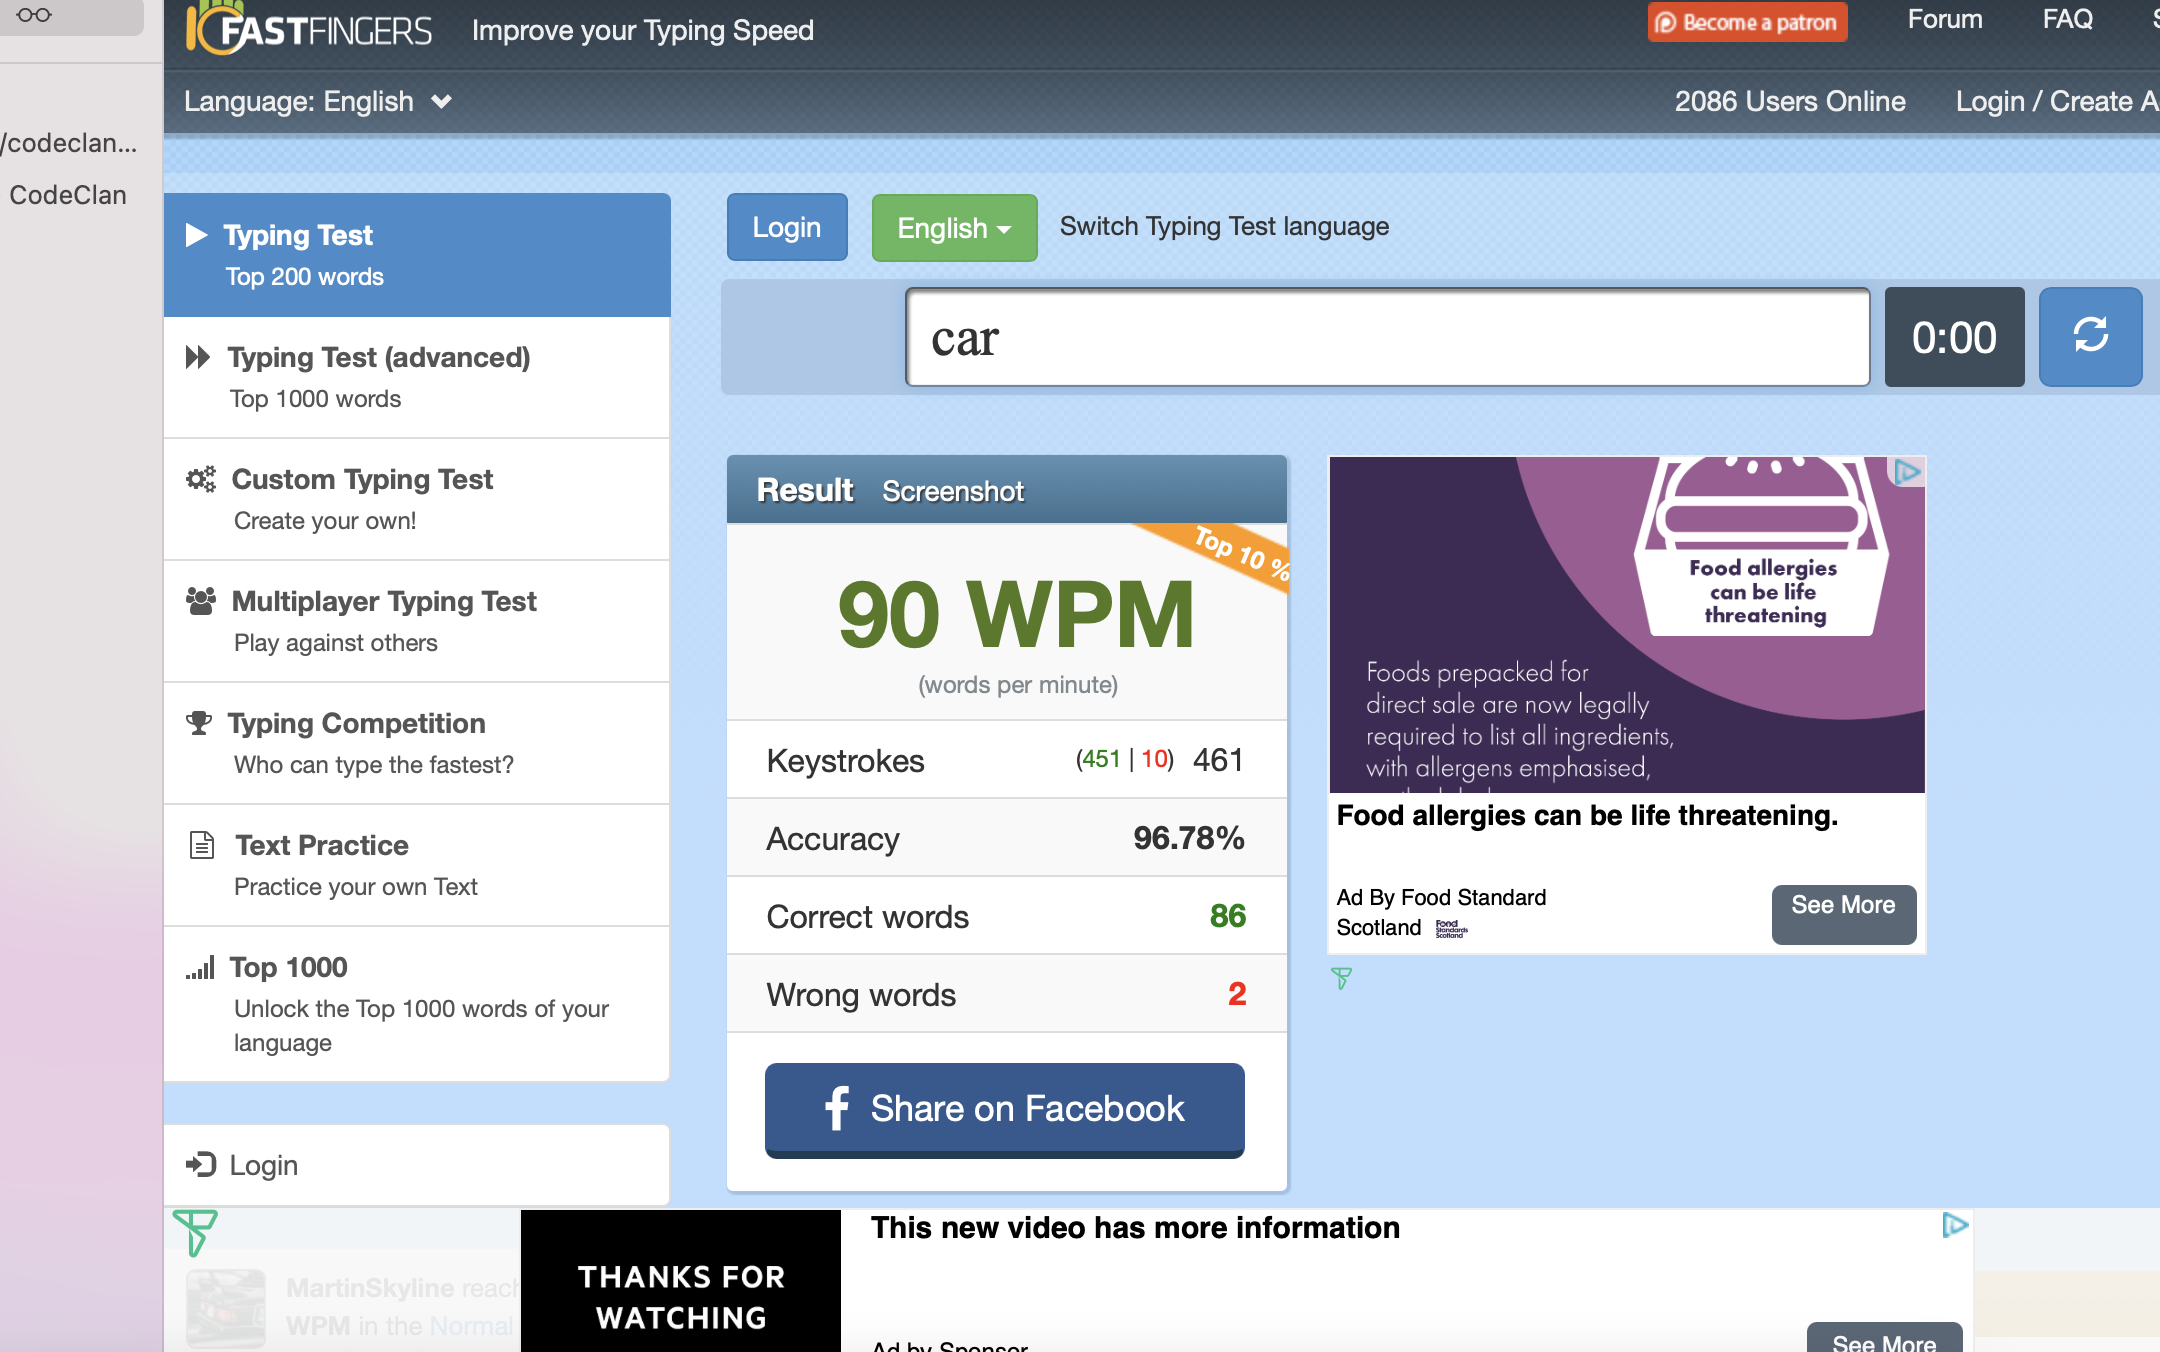 FASTFINGERS
Improve your Typing Speed
Become a patron
Forum
FAQ
Language: English
2086 Users Online
Login / Create A
/codeclan...
CodeClan
Typing Test
Top 200 words
Typing Test (advanced)
Top 1000 words
Custom Typing Test
Create your own!
Multiplayer Typing Test
Play against others
Typing Competition
Who can type the fastest?
Text Practice
Practice your own Text
Top 1000
Unlock the Top 1000 words of your
language
Login
Login
English
Switch Typing Test language
car
0:00
Result Screenshot
Top 10 %
90 WPM
(words per minute)
Keystrokes (451 | 10) 461
Accuracy 96.78%
Correct words 86
Wrong words 2
Share on Facebook
Food allergies
can be life
threatening
Foods prepacked for
direct sale are now legally
required to list all ingredients,
with allergens emphasised,
Food allergies can be life threatening.
Ad By Food Standard
Scotland
Food
Standards
Scotland
See More
MartinSkyline reach
WPM in the Normal
THANKS FOR
WATCHING
This new video has more information
Ad by Sponsor
See More